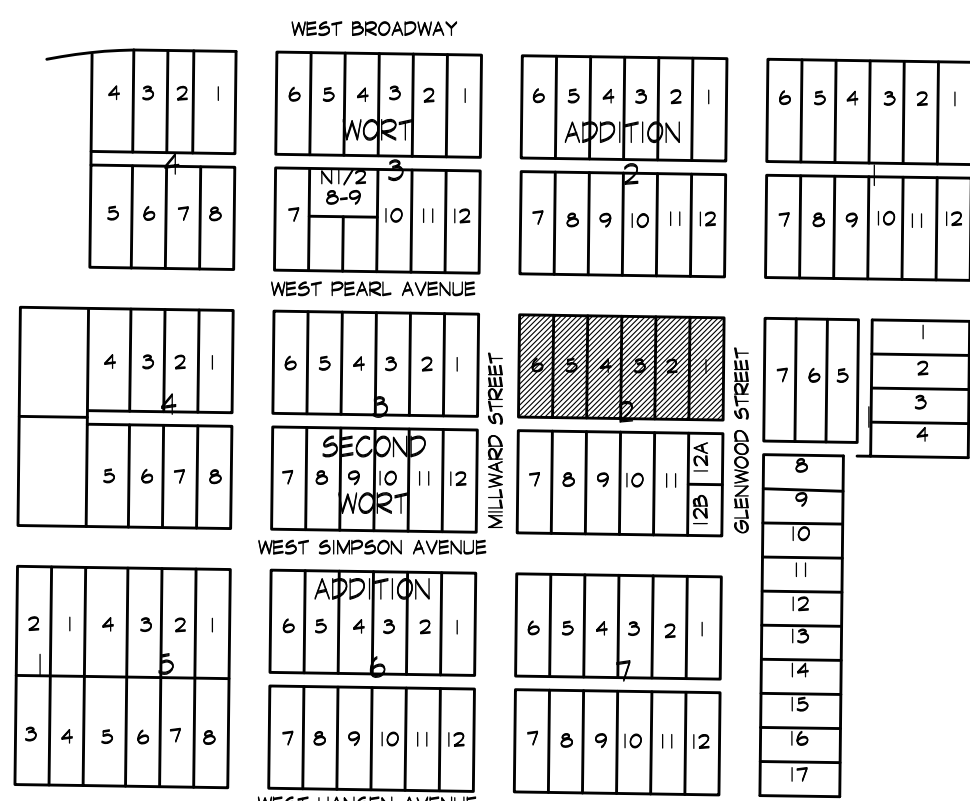 WEST BROADWAY
4 3 2 1
6 5 4 3 2 1
6 5 4 3 2 1
6 5 4 3 2 1
WORT
ADDITION
4
3
2
1
N1/2
8-9
5 6 7 8
7 10 11 12
7 8 9 10 11 12
7 8 9 10 11 12
WEST PEARL AVENUE
4 3 2 1
6 5 4 3 2 1
MILLWARD STREET
6 5 4 3 2 1
GLENWOOD STREET
7 6 5
1
2
3
4
4
3
2
SECOND
WORT
5 6 7 8
7 8 9 10 11 12
7 8 9 10 11
12A
12B
8
9
10
11
12
13
14
15
16
17
WEST SIMPSON AVENUE
ADDITION
2 1 4 3 2 1
6 5 4 3 2 1
6 5 4 3 2 1
1
5
6
7
3 4 5 6 7 8
7 8 9 10 11 12
7 8 9 10 11 12
WEST HANSEN AVENUE